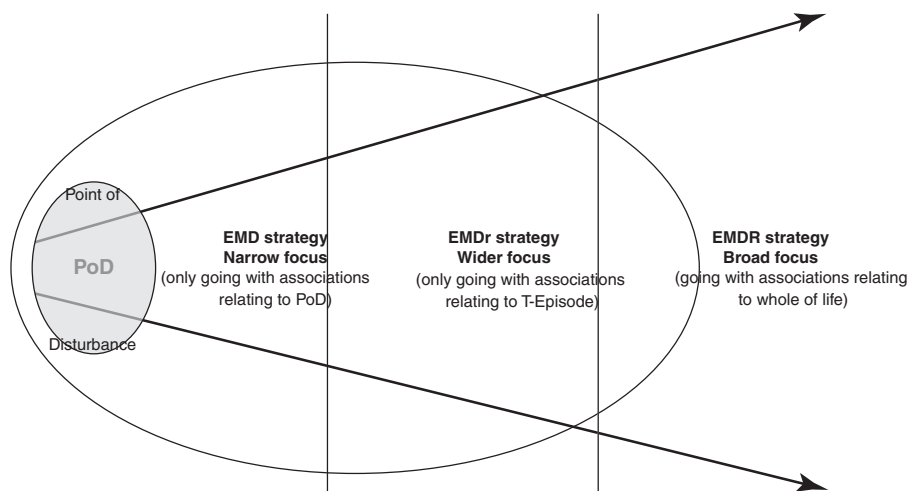 Point of
PoD
Disturbance
EMD strategy
Narrow focus
(only going with associations
relating to PoD)
EMDr strategy
Wider focus
(only going with associations
relating to T-Episode)
EMDR strategy
Broad focus
(going with associations relating
to whole of life)